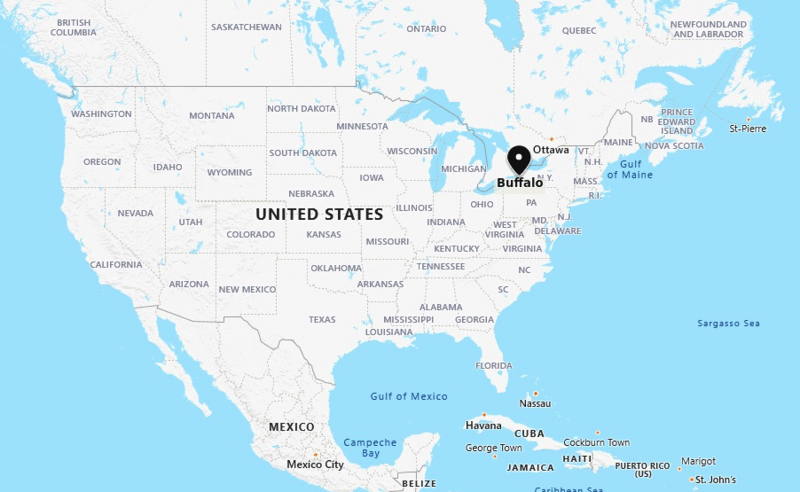 BRITISH
COLUMBIA
SASKATCHEWAN
ONTARIO
QUEBEC
NEWFOUNDLAND
AND LABRADOR
WASHINGTON
MONTANA
NORTH DAKOTA
MINNESOTA
Ottawa
MAINE
NB
PRINCE
EDWARD
ISLAND
NOVA SCOTIA
St-Pierre
OREGON
IDAHO
WYOMING
SOUTH DAKOTA
WISCONSIN
MICHIGAN
VT.
N.H.
Gulf
of Maine
Buffalo
N.Y.
MASS.
R.I.
NEBRASKA
IOWA
NEVADA
UTAH
COLORADO
UNITED STATES
KANSAS
MISSOURI
ILLINOIS
INDIANA
OHIO
PA
N.J.
MD
DELAWARE
WEST
VIRGINIA
VIRGINIA
KENTUCKY
CALIFORNIA
ARIZONA
NEW MEXICO
OKLAHOMA
ARKANSAS
TENNESSEE
NC
SC
TEXAS
LOUISIANA
MISSISSIPPI
ALABAMA
GEORGIA
Sargasso Sea
FLORIDA
Gulf of Mexico
Nassau
MEXICO
Mexico City
Campeche
Bay
Havana
CUBA
George Town
Cockburn Town
JAMAICA
HAITI
PUERTO RICO
(US)
Marigot
St. John's
BELIZE
Caribbean Sea